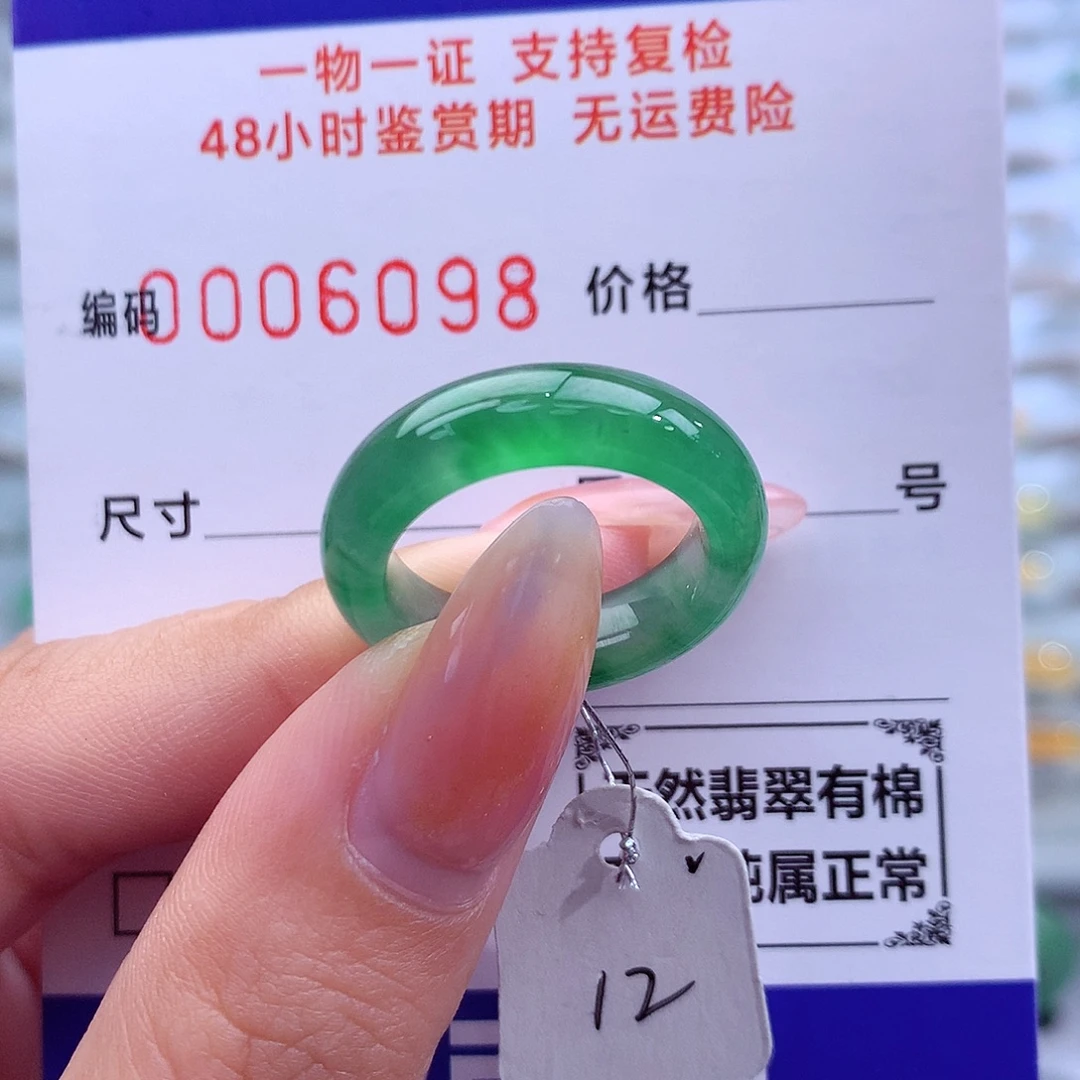 一物一证 支持复检
48小时鉴赏期 无运费险
编码0006098 价格
尺寸 号
然翡翠有棉
属正常
12